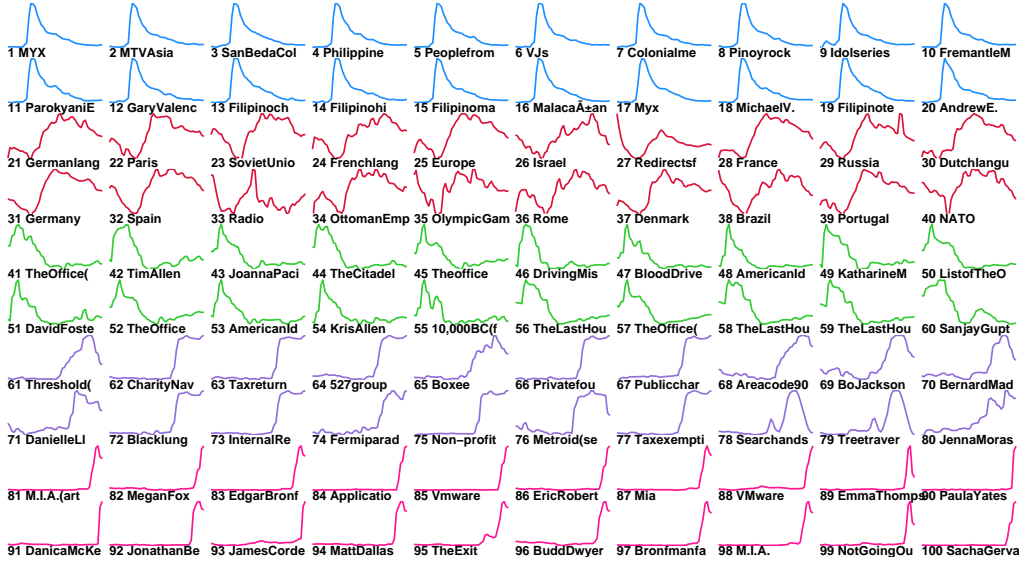 1 MYX 2 MTVAsia 3 SanBedaCol 4 Philippine 5 Peoplefrom 6 VJs 7 Colonialme 8 Pinoyrock 9 Idolseries 10 FremantleM
11 ParokyaniE 12 GaryValenc 13 Filipinoch 14 Filipinohi 15 Filipinoma 16 MalacaÃ±an 17 Myx 18 MichaelV. 19 Filipinote 20 AndrewE.
21 Germanlang 22 Paris 23 SovietUnio 24 Frenchlang 25 Europe 26 Israel 27 Redirectsf 28 France 29 Russia 30 Dutchlangu
31 Germany 32 Spain 33 Radio 34 OttomanEmp 35 OlympicGam 36 Rome 37 Denmark 38 Brazil 39 Portugal 40 NATO
41 TheOffice( 42 TimAllen 43 JoannaPaci 44 TheCitadel 45 Theoffice 46 DrivingMis 47 BloodDrive 48 AmericanId 49 KatharineM 50 ListofTheO
51 DavidFoste 52 TheOffice 53 AmericanId 54 KrisAllen 55 10,000BC(f 56 TheLastHou 57 TheOffice( 58 TheLastHou 59 TheLastHou 60 SanjayGupt
61 Threshold( 62 CharityNav 63 Taxreturn 64 527group 65 Boxee 66 Privatefou 67 Publicchar 68 Areacode90 69 BoJackson 70 BernardMad
71 DanielleLl 72 Blacklung 73 InternalRe 74 Fermiparad 75 Non−profit 76 Metroid(se 77 Taxexempti 78 Searchands 79 Treetraver 80 JennaMoras
81 M.I.A.(art 82 MeganFox 83 EdgarBronf 84 Applicatio 85 Vmware 86 EricRobert 87 Mia 88 VMware 89 EmmaThomps 90 PaulaYates
91 DanicaMcKe 92 JonathanBe 93 JamesCorde 94 MattDallas 95 TheExit 96 BuddDwyer 97 Bronfmanfa 98 M.I.A. 99 NotGoingOu 100 SachaGerva